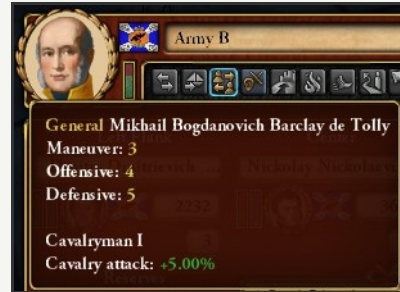 Army B
General Mikhail Bogdanovich Barclay de Tolly
Maneuver: 3
Offensive: 4
Defensive: 5
Cavalryman I
Cavalry attack: +5.00%